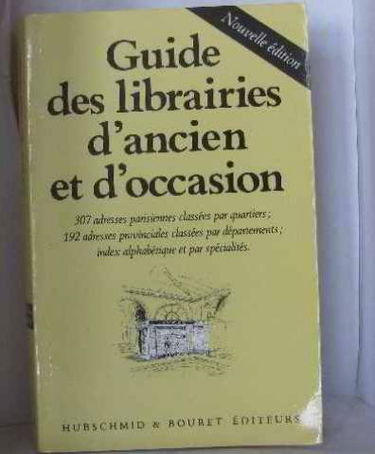 Nouvelle édition
Guide
des librairies
d'ancien
et d'occasion
307 adresses parisiennes classées par quartiers ;
192 adresses provinciales classées par départements ;
index alphabétique et par spécialités.
HUBSCHMID & BOURET ÉDITEURS